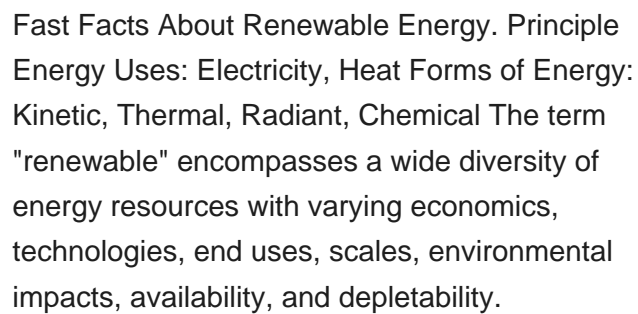 Fast Facts About Renewable Energy. Principle
Energy Uses: Electricity, Heat Forms of Energy:
Kinetic, Thermal, Radiant, Chemical The term
"renewable" encompasses a wide diversity of
energy resources with varying economics,
technologies, end uses, scales, environmental
impacts, availability, and depletability.